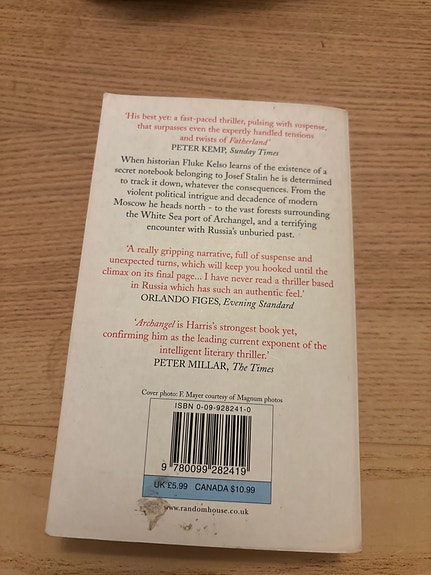 'His best yet: a fast-paced thriller, pulsing with suspense,
that surpasses even the expertly handled tensions
and twists of Fatherland'
PETER KEMP, Sunday Times
When historian Fluke Kelso learns of the existence of a
secret notebook belonging to Josef Stalin he is determined
to track it down, whatever the consequences. From the
violent political intrigue and decadence of modern
Moscow he heads north - to the vast forests surrounding
the White Sea port of Archangel, and a terrifying
encounter with Russia's unburied past.
'A really gripping narrative, full of suspense and
unexpected turns, which will keep you hooked until the
climax on its final page... I have never read a thriller based
in Russia which has such an authentic feel.'
ORLANDO FIGES, Evening Standard
'Archangel is Harris's strongest book yet,
confirming him as the leading current exponent of the
intelligent literary thriller.'
PETER MILLAR, The Times
Cover photo: F. Mayer courtesy of Magnum photos
ISBN 0-09-928241-0
9 780099 282419
UK £5.99 CANADA $10.99
www.randomhouse.co.uk